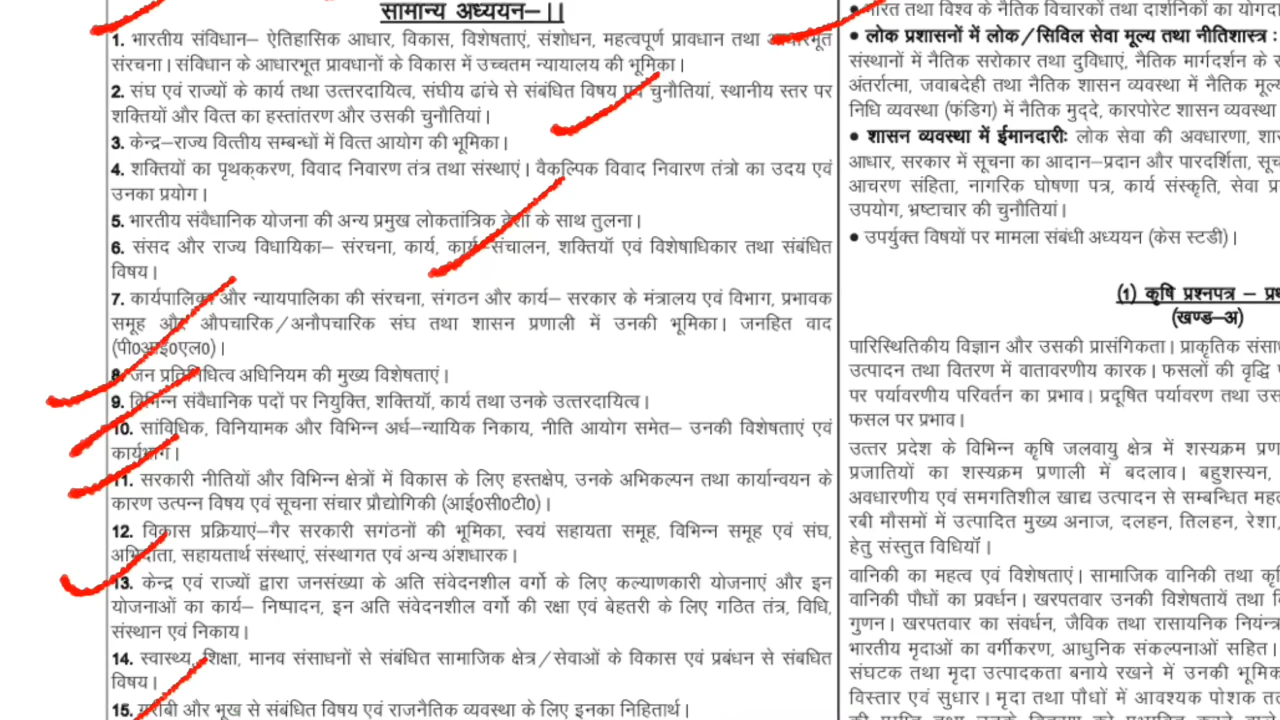 सामान्य अध्ययन–।।
1. भारतीय संविधान– ऐतिहासिक आधार, विकास, विशेषताएं, संशोधन, महत्वपूर्ण प्रावधान तथा आधारभूत
संरचना। संविधान के आधारभूत प्रावधानों के विकास में उच्चतम न्यायालय की भूमिका।
2. संघ एवं राज्यों के कार्य तथा उत्तरदायित्व, संघीय ढांचे से संबंधित विषय एवं चुनौतियां, स्थानीय स्तर पर
शक्तियों और वित्त का हस्तांतरण और उसकी चुनौतियां।
3. केन्द्र–राज्य वित्तीय सम्बन्धों में वित्त आयोग की भूमिका।
4. शक्तियों का पृथक्करण, विवाद निवारण तंत्र तथा संस्थाएं। वैकल्पिक विवाद निवारण तंत्रो का उदय एवं
उनका प्रयोग।
5. भारतीय संवैधानिक योजना की अन्य प्रमुख लोकतांत्रिक देशों के साथ तुलना।
6. संसद और राज्य विधायिका– संरचना, कार्य, कार्य–संचालन, शक्तियॉ एवं विशेषाधिकार तथा संबंधित
विषय।
7. कार्यपालिका और न्यायपालिका की संरचना, संगठन और कार्य– सरकार के मंत्रालय एवं विभाग, प्रभावक
समूह और औपचारिक/अनौपचारिक संघ तथा शासन प्रणाली में उनकी भूमिका। जनहित वाद
(पी0आई0एल0)।
8. जन प्रतिनिधित्व अधिनियम की मुख्य विशेषताएं।
9. विभिन्न संवैधानिक पदों पर नियुक्ति, शक्तियॉ, कार्य तथा उनके उत्तरदायित्व।
10. सांविधिक, विनियामक और विभिन्न अर्ध–न्यायिक निकाय, नीति आयोग समेत– उनकी विशेषताएं एवं
कार्यभाग।
11. सरकारी नीतियों और विभिन्न क्षेत्रों में विकास के लिए हस्तक्षेप, उनके अभिकल्पन तथा कार्यान्वयन के
कारण उत्पन्न विषय एवं सूचना संचार प्रौद्योगिकी (आई0सी0टी0)।
12. विकास प्रक्रियाएं–गैर सरकारी सगंठनों की भूमिका, स्वयं सहायता समूह, विभिन्न समूह एवं संघ,
अभिदाता, सहायतार्थ संस्थाएं, संस्थागत एवं अन्य अंशधारक।
13. केन्द्र एवं राज्यों द्वारा जनसंख्या के अति संवेदनशील वर्गो के लिए कल्याणकारी योजनाएं और इन
योजनाओं का कार्य– निष्पादन, इन अति संवेदनशील वर्गो की रक्षा एवं बेहतरी के लिए गठित तंत्र, विधि,
संस्थान एवं निकाय।
14. स्वास्थ्य, शिक्षा, मानव संसाधनों से संबंधित सामाजिक क्षेत्र/सेवाओं के विकास एवं प्रबंधन से संबंधित
विषय।
15. गरीबी और भूख से संबंधित विषय एवं राजनैतिक व्यवस्था के लिए इनका निहितार्थ।
● भारत तथा विश्व के नैतिक विचारकों तथा दार्शनिकों का
● लोक प्रशासनों में लोक/सिविल सेवा मूल्य तथा नीतिशास्त्र :
संस्थानों में नैतिक सरोकार तथा दुविधाएं, नैतिक मार्गदर्शन के
अंतर्रात्मा, जवाबदेही तथा नैतिक शासन व्यवस्था में नैतिक
निधि व्यवस्था (फंडिग) में नैतिक मुद्दे, कारपोरेट शासन व्यवस्था
● शासन व्यवस्था में ईमानदारीः लोक सेवा की अवधारणा,
आधार, सरकार में सूचना का आदान–प्रदान और पारदर्शिता,
आचरण संहिता, नागरिक घोषणा पत्र, कार्य संस्कृति, सेवा
उपयोग, भ्रष्टाचार की चुनौतियां।
● उपर्युक्त विषयों पर मामला संबंधी अध्ययन (केस स्टडी)।
(1) कृषि प्रश्नपत्र –
(खण्ड–अ)
पारिस्थितिकीय विज्ञान और उसकी प्रासंगिकता। प्राकृतिक
उत्पादन तथा वितरण में वातावरणीय कारक। फसलों की वृद्धि
पर पर्यावरणीय परिवर्तन का प्रभाव। प्रदूषित पर्यावरण तथा
फसल पर प्रभाव।
उत्तर प्रदेश के विभिन्न कृषि जलवायु क्षेत्र में शस्यक्रम
प्रजातियों का शस्यक्रम प्रणाली में बदलाव। बहुशस्यन,
अवधारणीय एवं समगतिशील खाद्य उत्पादन से सम्बन्धित
रबी मौसमों में उत्पादित मुख्य अनाज, दलहन, तिलहन, रेशा,
हेतु संस्तुत विधियॉं।
वानिकी का महत्व एवं विशेषताएं। सामाजिक वानिकी तथा
वानिकी पौधों का प्रवर्धन। खरपतवार उनकी विशेषतायें तथा
गुणन। खरपतवार का संवर्धन, जैविक तथा रासायनिक
भारतीय मृदाओं का वर्गीकरण, आधुनिक संकल्पनाओं सहित।
संघटक तथा मृदा उत्पादकता बनाये रखने में उनकी
विस्तार एवं सुधार। मृदा तथा पौधों में आवश्यक पोशक